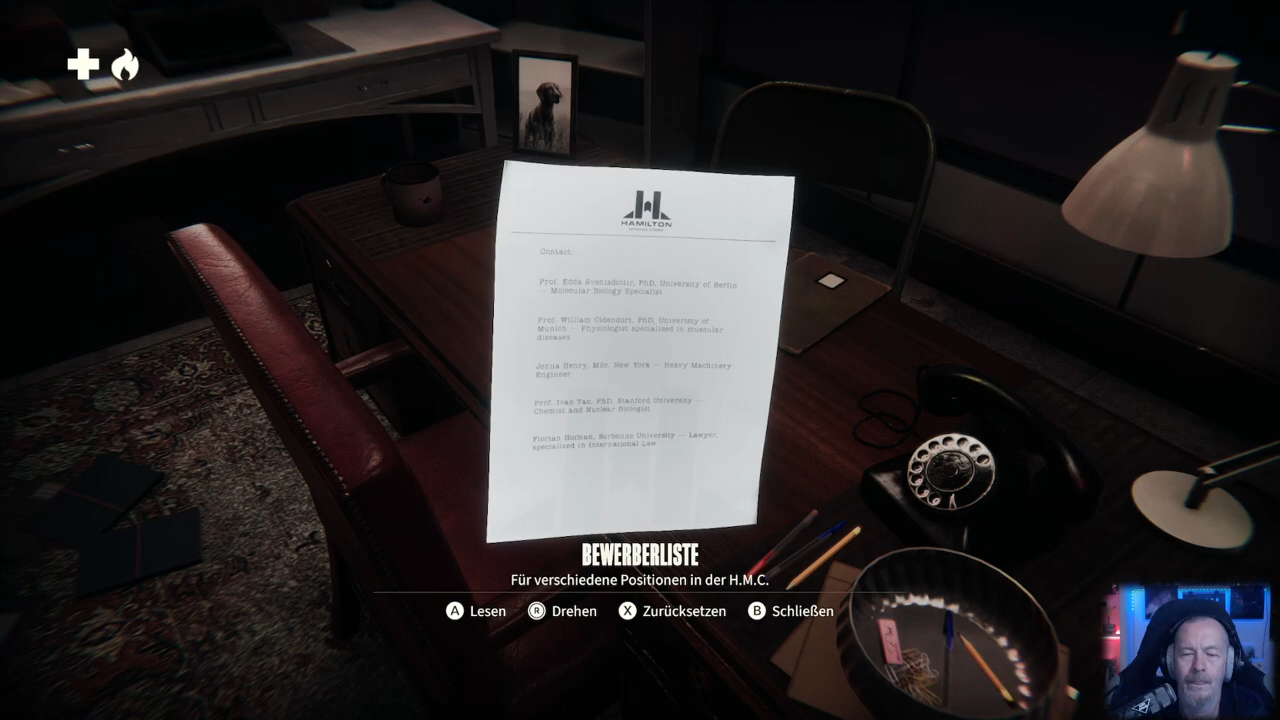 HAMILTON
Contact:
Prof. Edda Sveinsdottir, PhD, University of Berlin
— Molecular Biology Specialist
Prof. William Oldendort, PhD, University of
Munich — Physiologist specialized in muscular
diseases
Jenna Henry, MSc, New York — Heavy Machinery
Engineer
Prof. Ivan Tao, PhD, Stanford University —
Chemist and Nuclear Biologist
Florian Sorbonne University — Lawyer,
specialized in International Law
BEWERBERLISTE
Für verschiedene Positionen in der H.M.C.
A Lesen R Drehen X Zurücksetzen B Schließen